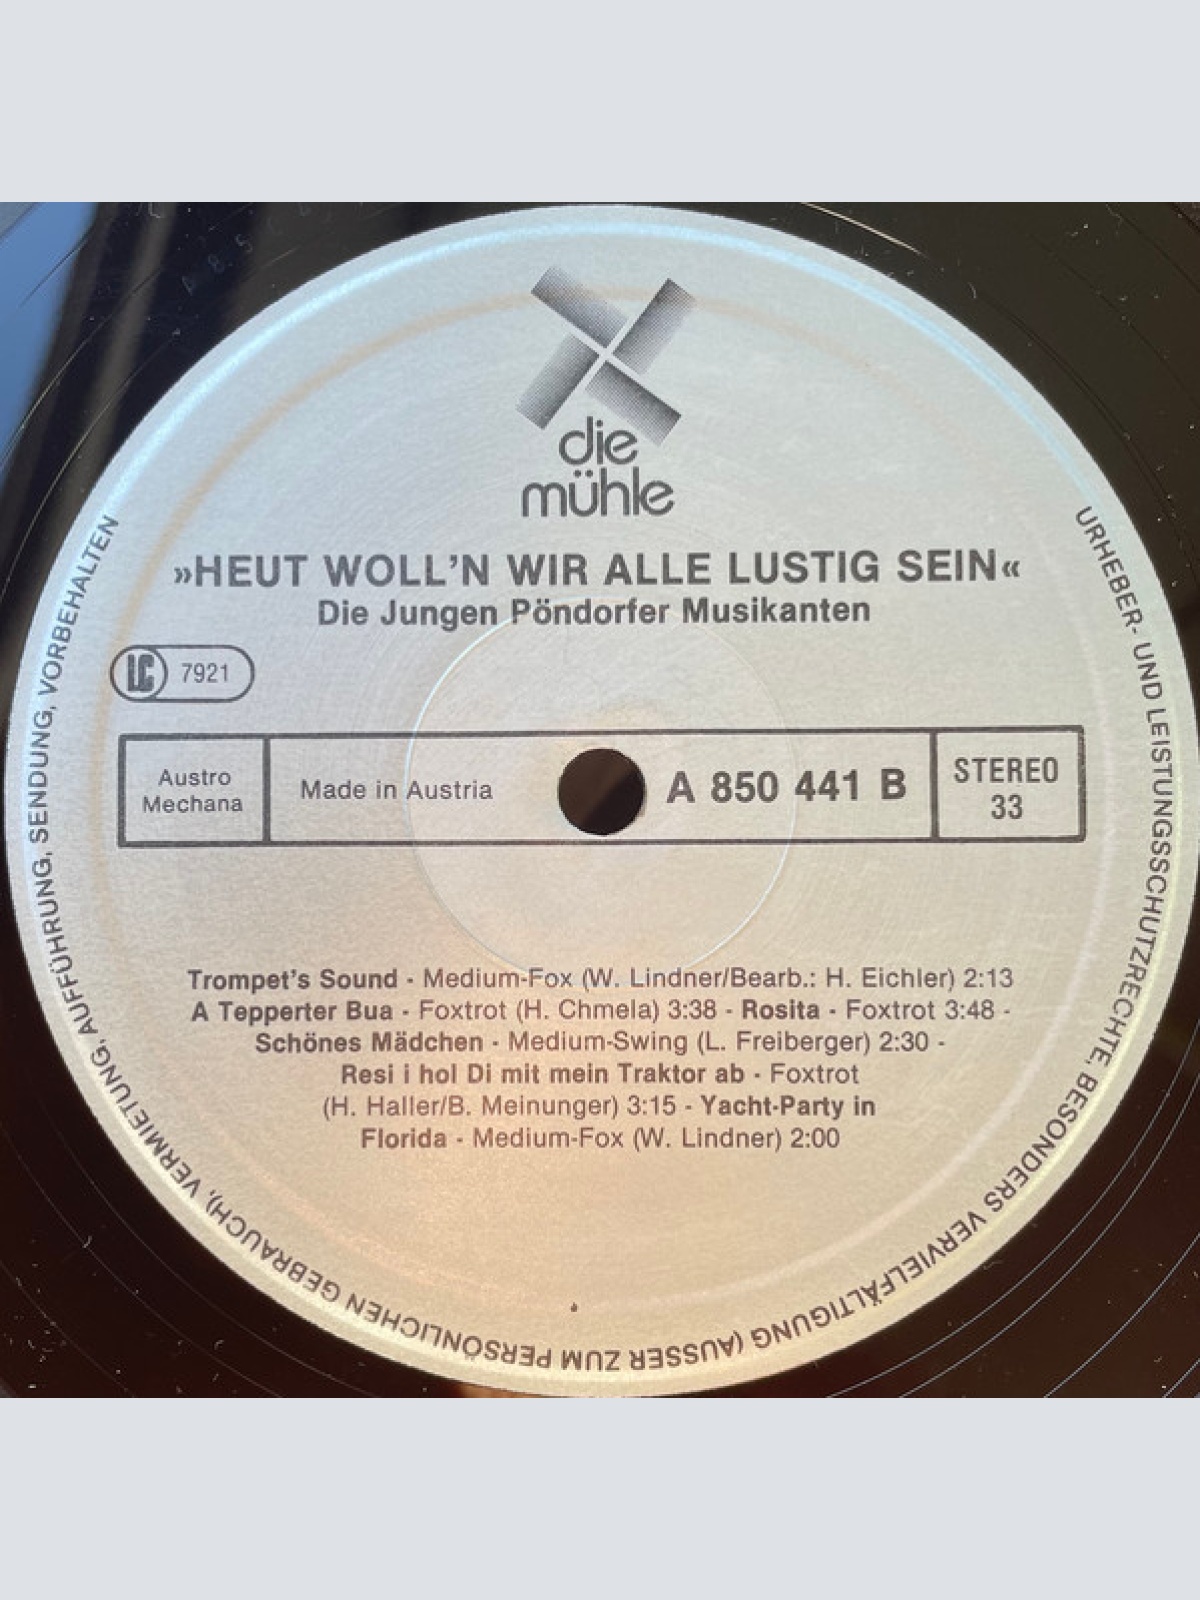 die
mühle
»HEUT WOLL'N WIR ALLE LUSTIG SEIN«
Die Jungen Pöndorfer Musikanten
LC 7921
Austro
Mechana
Made in Austria
A 850 441 B
STEREO
33
Trompet's Sound - Medium-Fox (W. Lindner/Bearb.: H. Eichler) 2:13
A Tepperter Bua - Foxtrot (H. Chmela) 3:38 - Rosita - Foxtrot 3:48 -
Schönes Mädchen - Medium-Swing (L. Freiberger) 2:30 -
Resi i hol Di mit mein Traktor ab - Foxtrot
(H. Haller/B. Meinunger) 3:15 - Yacht-Party in
Florida - Medium-Fox (W. Lindner) 2:00
URHEBER- UND LEISTUNGSSCHUTZRECHTE, BESONDERS VERVIELFÄLTIGUNG (AUSSER ZUM PERSÖNLICHEN GEBRAUCH), VERMIETUNG, AUFFÜHRUNG, SENDUNG, VORBEHALTEN